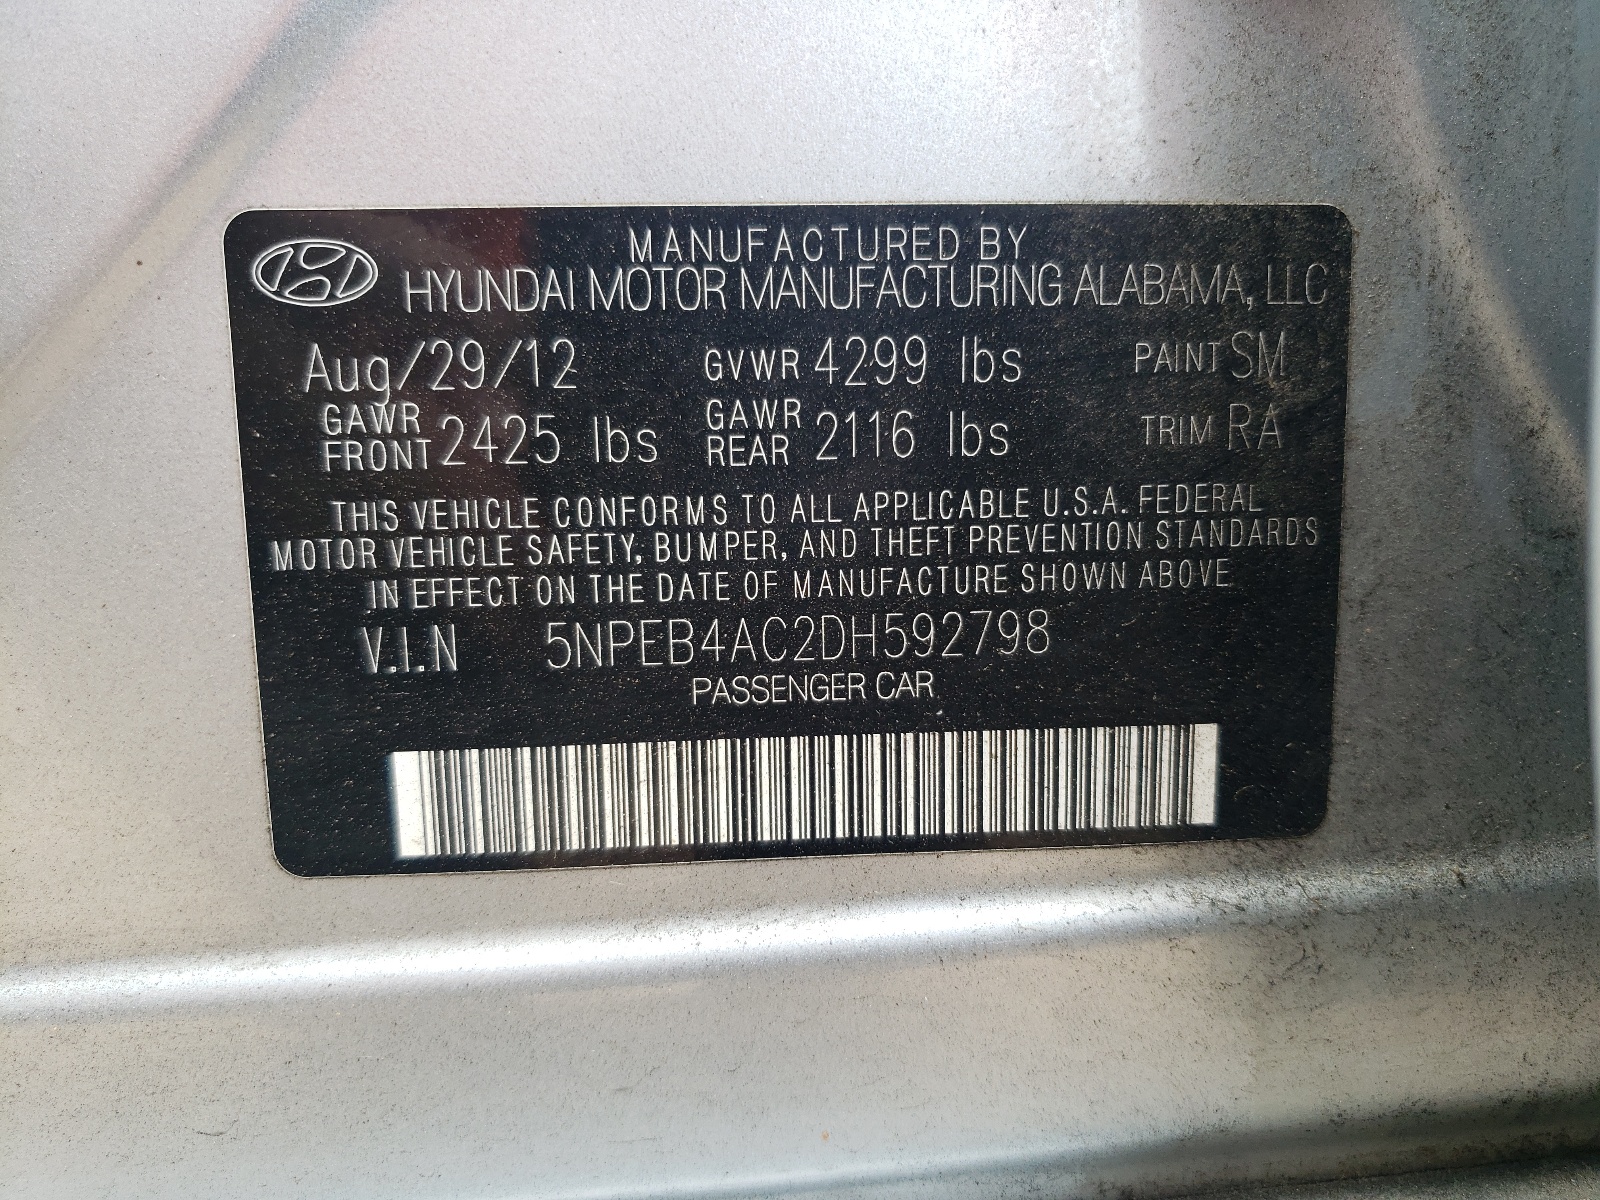 MANUFACTURED BY
HYUNDAI MOTOR MANUFACTURING ALABAMA, LLC
Aug/29/12 GVWR 4299 lbs PAINT SM
GAWR FRONT 2425 lbs GAWR REAR 2116 lbs TRIM RA
THIS VEHICLE CONFORMS TO ALL APPLICABLE U.S.A. FEDERAL
MOTOR VEHICLE SAFETY, BUMPER, AND THEFT PREVENTION STANDARDS
IN EFFECT ON THE DATE OF MANUFACTURE SHOWN ABOVE
V.I.N 5NPEB4AC2DH592798
PASSENGER CAR